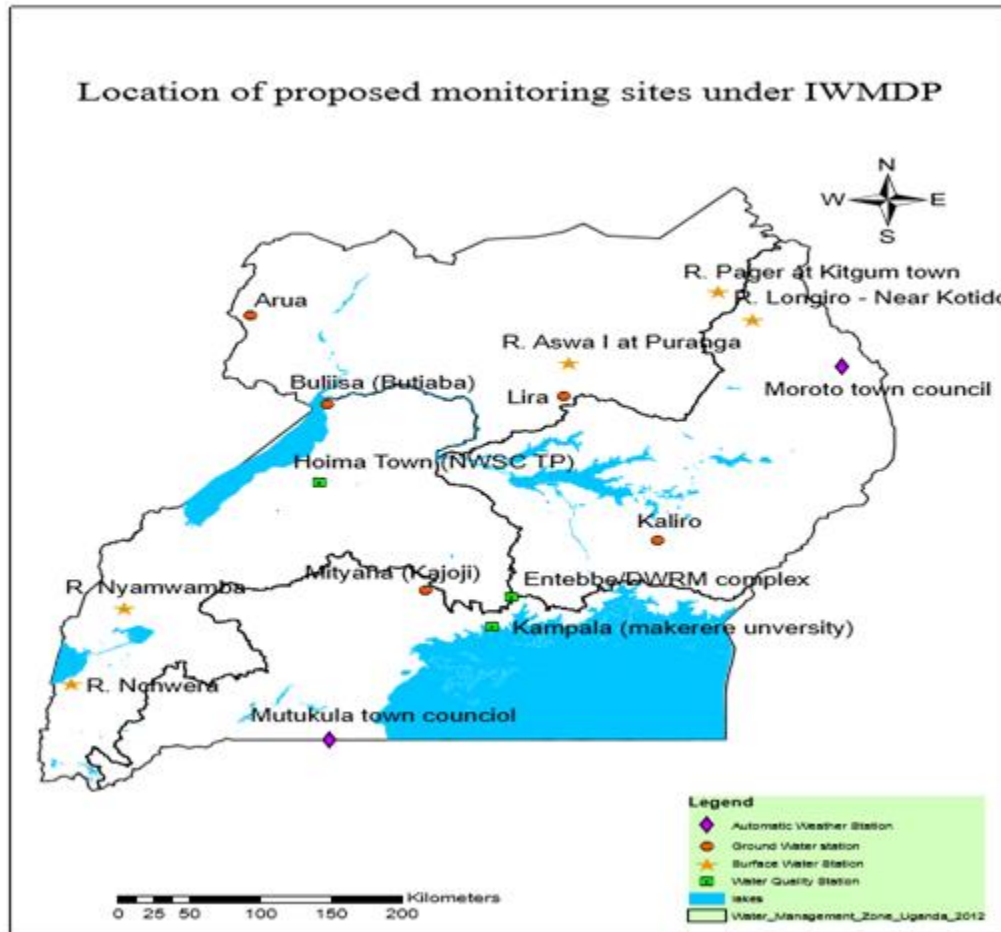 Location of proposed monitoring sites under IWMDP
N
W E
S
R. Pager at Kitgum town
R. Longiro - Near Kotido
Arua
R. Aswa I at Puranga
Moroto town council
Buliisa (Butiaba)
Lira
Hoima Town (NWSC TP)
Kaliro
Mityana (Kajoji)
Entebbe/DWRM complex
R. Nyamwamba
Kampala (makerere unversity)
R. Nchwera
Mutukula town counciol
Legend
Automatic Weather Station
Ground Water station
Surface Water Station
Water Quality Station
lakes
Water_Management_Zone_Uganda_2012
Kilometers
0 25 50 100 150 200